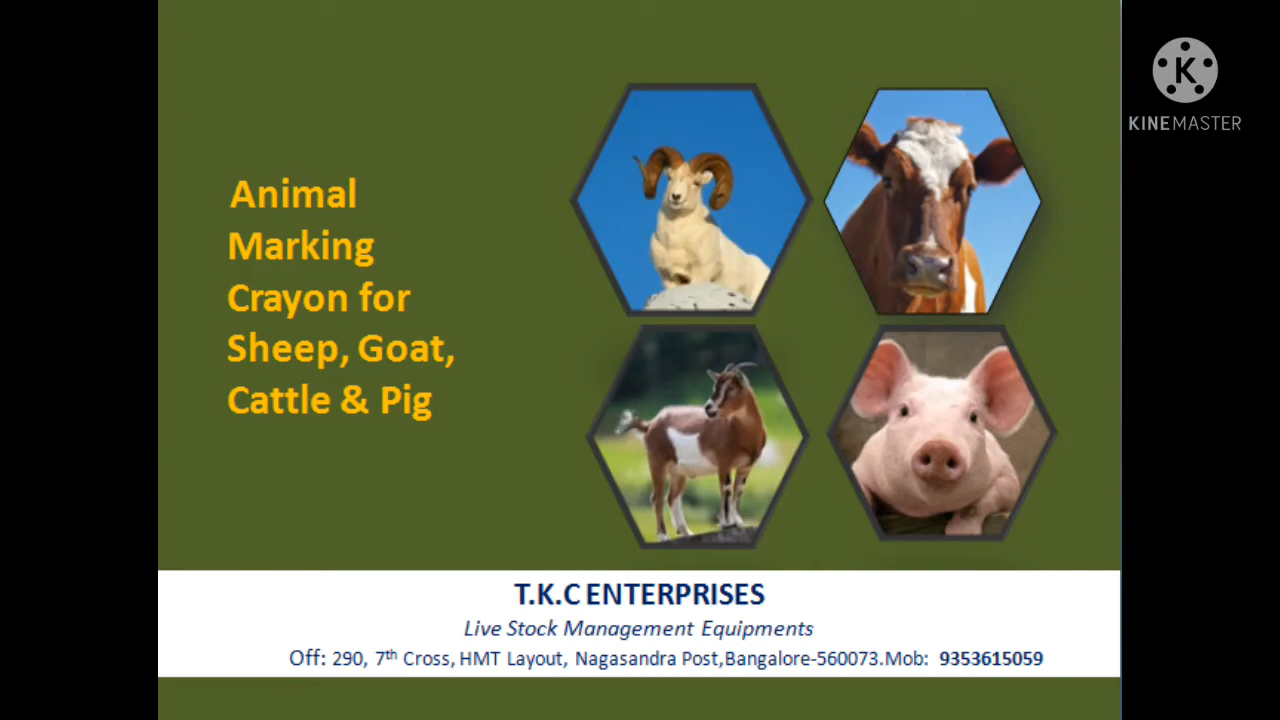 Animal
Marking
Crayon for
Sheep, Goat,
Cattle & Pig
K
KINEMASTER
T.K.C ENTERPRISES
Live Stock Management Equipments
Off: 290, 7th Cross, HMT Layout, Nagasandra Post,Bangalore-560073.Mob: 9353615059